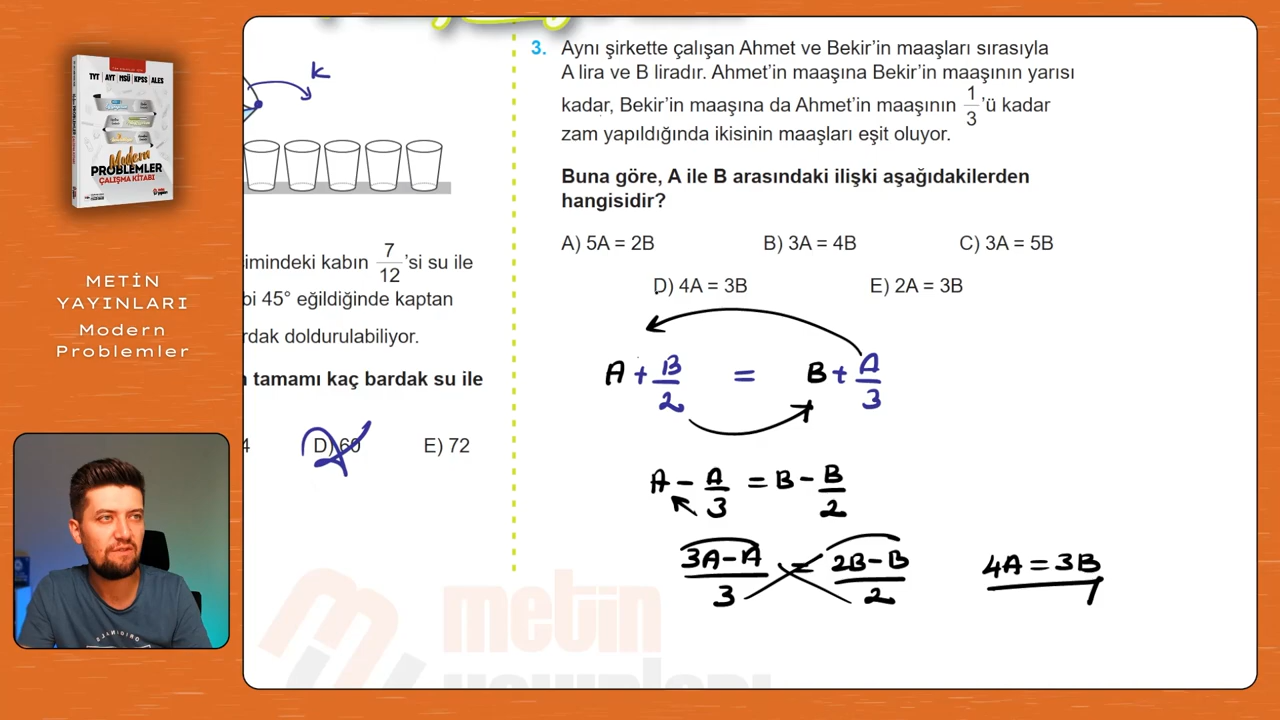 TYT | AYT | MSÜ | KPSS | ALES
Modern
PROBLEMLER
ÇALIŞMA KİTABI
METİN
YAYINLARI
Modern
Problemler
K
çimindeki kabın 7/12'si su ile
bi 45° eğildiğinde kaptan
rdak doldurulabiliyor.
n tamamı kaç bardak su ile
4 D) 60 E) 72
3. Aynı şirkette çalışan Ahmet ve Bekir'in maaşları sırasıyla
A lira ve B liradır. Ahmet'in maaşına Bekir'in maaşının yarısı
kadar, Bekir'in maaşına da Ahmet'in maaşının 1/3'ü kadar
zam yapıldığında ikisinin maaşları eşit oluyor.
Buna göre, A ile B arasındaki ilişki aşağıdakilerden
hangisidir?
A) 5A = 2B B) 3A = 4B C) 3A = 5B
D) 4A = 3B E) 2A = 3B
A + B/2 = B + A/3
A - A/3 = B - B/2
3A-A/3 = 2B-B/2 4A = 3B
metin